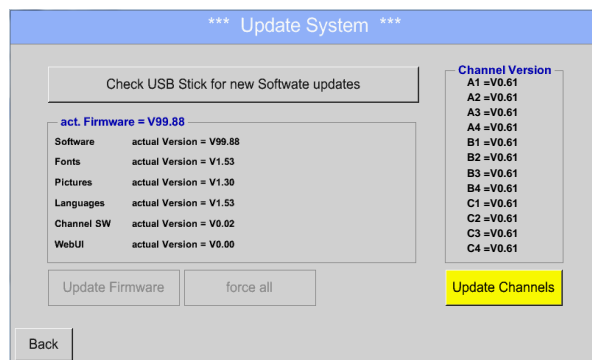 *** Update System ***
Check USB Stick for new Softwate updates
act. Firmware = V99.88
Software actual Version = V99.88
Fonts actual Version = V1.53
Pictures actual Version = V1.30
Languages actual Version = V1.53
Channel SW actual Version = V0.02
WebUI actual Version = V0.00
Channel Version
A1 =V0.61
A2 =V0.61
A3 =V0.61
A4 =V0.61
B1 =V0.61
B2 =V0.61
B3 =V0.61
B4 =V0.61
C1 =V0.61
C2 =V0.61
C3 =V0.61
C4 =V0.61
Update Firmware
force all
Update Channels
Back